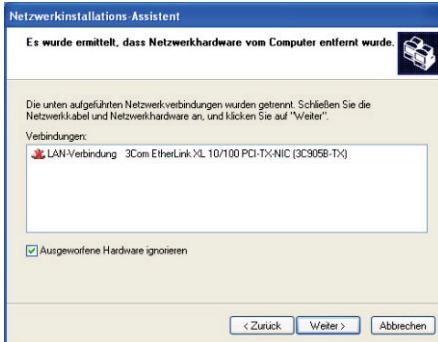 Netzwerkinstallations-Assistent
Es wurde ermittelt, dass Netzwerkhardware vom Computer entfernt wurde.
Die unten aufgeführten Netzwerkverbindungen wurden getrennt. Schließen Sie die
Netzwerkkabel und Netzwerkhardware an, und klicken Sie auf "Weiter".
Verbindungen:
LAN-Verbindung 3Com EtherLink XL 10/100 PCI-TX-NIC (3C905B-TX)
Ausgeworfene Hardware ignorieren
< Zurück Weiter > Abbrechen